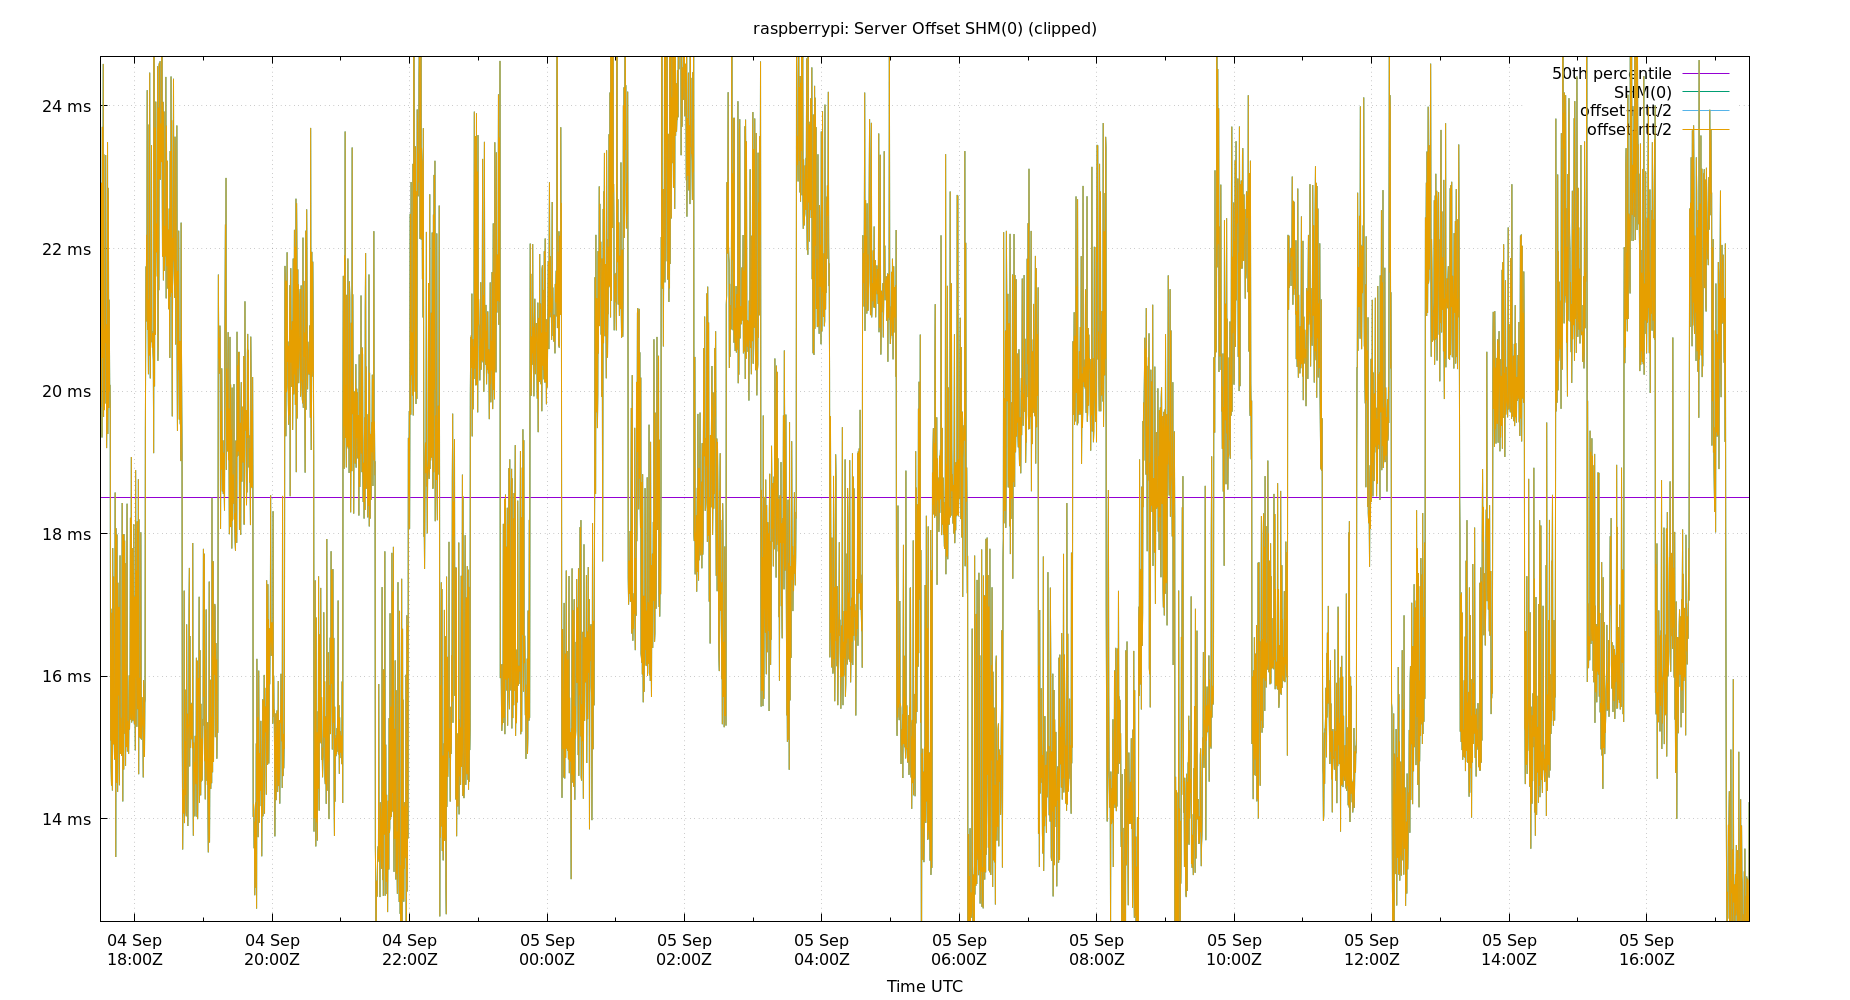 raspberrypi: Server Offset SHM(0) (clipped)
50th percentile
SHM(0)
offset+rtt/2
offset-rtt/2
24 ms
22 ms
20 ms
18 ms
16 ms
14 ms
04 Sep 04 Sep 04 Sep 05 Sep 05 Sep 05 Sep 05 Sep 05 Sep 05 Sep 05 Sep 05 Sep 05 Sep
18:00Z 20:00Z 22:00Z 00:00Z 02:00Z 04:00Z 06:00Z 08:00Z 10:00Z 12:00Z 14:00Z 16:00Z
Time UTC